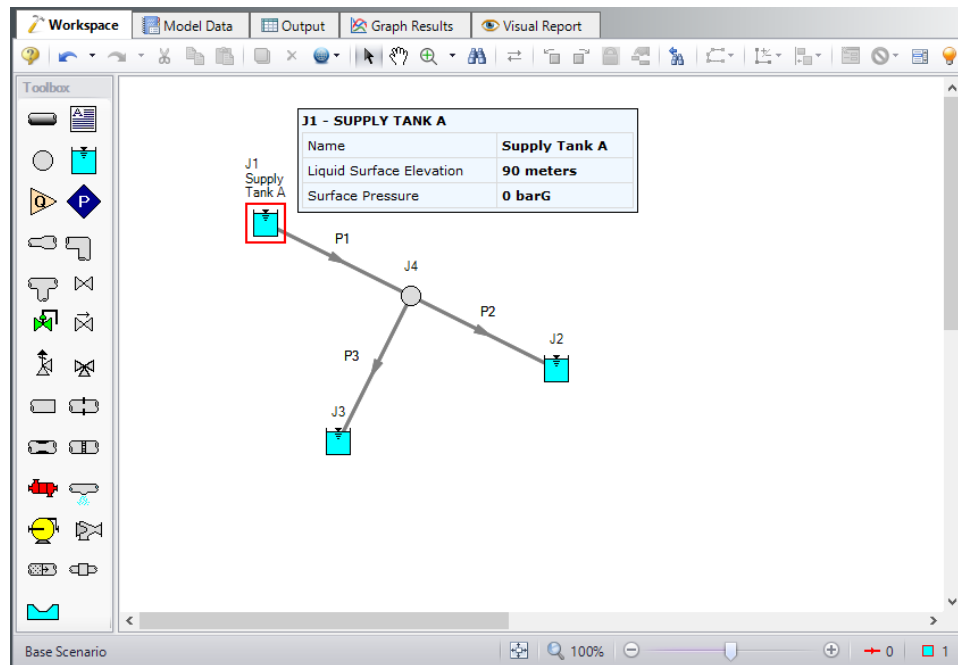 Workspace
Model Data
Output
Graph Results
Visual Report
Toolbox
A
Q
P
J1 - SUPPLY TANK A
Name Supply Tank A
Liquid Surface Elevation 90 meters
Surface Pressure 0 barG
J1
Supply
Tank A
P1
J4
P2
J2
P3
J3
Base Scenario
100%
0
1